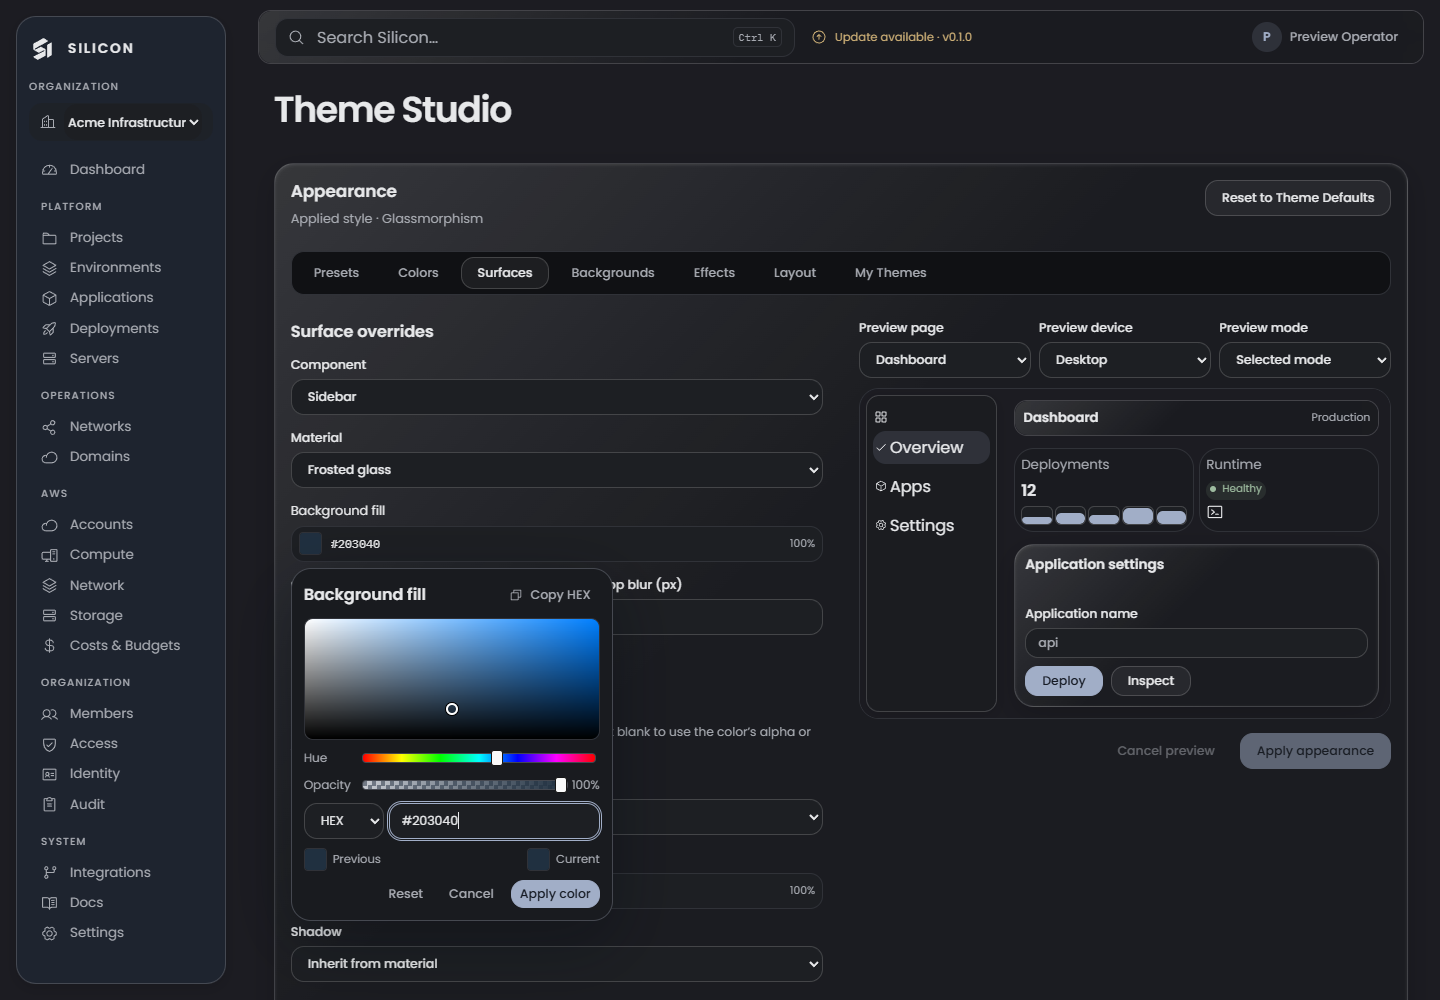 SILICON
ORGANIZATION
Acme Infrastructur
Dashboard
PLATFORM
Projects
Environments
Applications
Deployments
Servers
OPERATIONS
Networks
Domains
AWS
Accounts
Compute
Network
Storage
Costs & Budgets
ORGANIZATION
Members
Access
Identity
Audit
SYSTEM
Integrations
Docs
Settings
Search Silicon...
Ctrl K
Update available · v0.1.0
P
Preview Operator
Theme Studio
Appearance
Applied style · Glassmorphism
Reset to Theme Defaults
Presets
Colors
Surfaces
Backgrounds
Effects
Layout
My Themes
Surface overrides
Component
Sidebar
Material
Frosted glass
Background fill
#203040
100%
op blur (px)
Background fill
Copy HEX
Hue
Opacity
100%
HEX
#203040
Previous
Current
Reset
Cancel
Apply color
blank to use the color's alpha or
100%
Shadow
Inherit from material
Preview page
Preview device
Preview mode
Dashboard
Desktop
Selected mode
Overview
Apps
Settings
Dashboard
Production
Deployments
12
Runtime
Healthy
Application settings
Application name
api
Deploy
Inspect
Cancel preview
Apply appearance